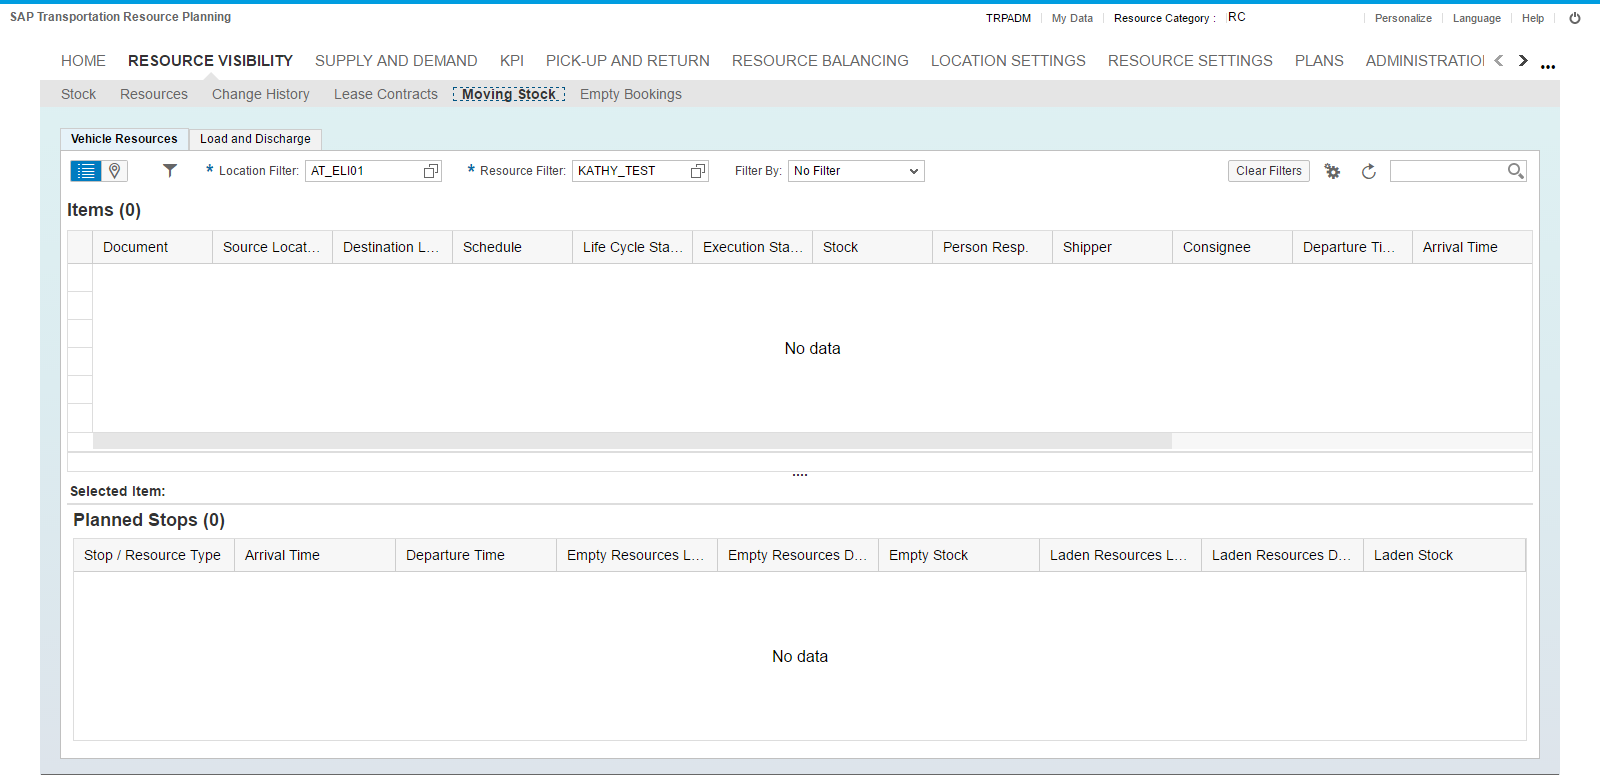 SAP Transportation Resource Planning
TRPADM My Data Resource Category : RC Personalize Language Help
HOME RESOURCE VISIBILITY SUPPLY AND DEMAND KPI PICK-UP AND RETURN RESOURCE BALANCING LOCATION SETTINGS RESOURCE SETTINGS PLANS ADMINISTRATIO
Stock Resources Change History Lease Contracts Moving Stock Empty Bookings
Vehicle Resources Load and Discharge
* Location Filter: AT_ELI01 * Resource Filter: KATHY_TEST Filter By: No Filter Clear Filters
Items (0)
Document Source Locat... Destination L... Schedule Life Cycle Sta... Execution Sta... Stock Person Resp. Shipper Consignee Departure Ti... Arrival Time
No data
Selected Item:
Planned Stops (0)
Stop / Resource Type Arrival Time Departure Time Empty Resources L... Empty Resources D... Empty Stock Laden Resources L... Laden Resources D... Laden Stock
No data